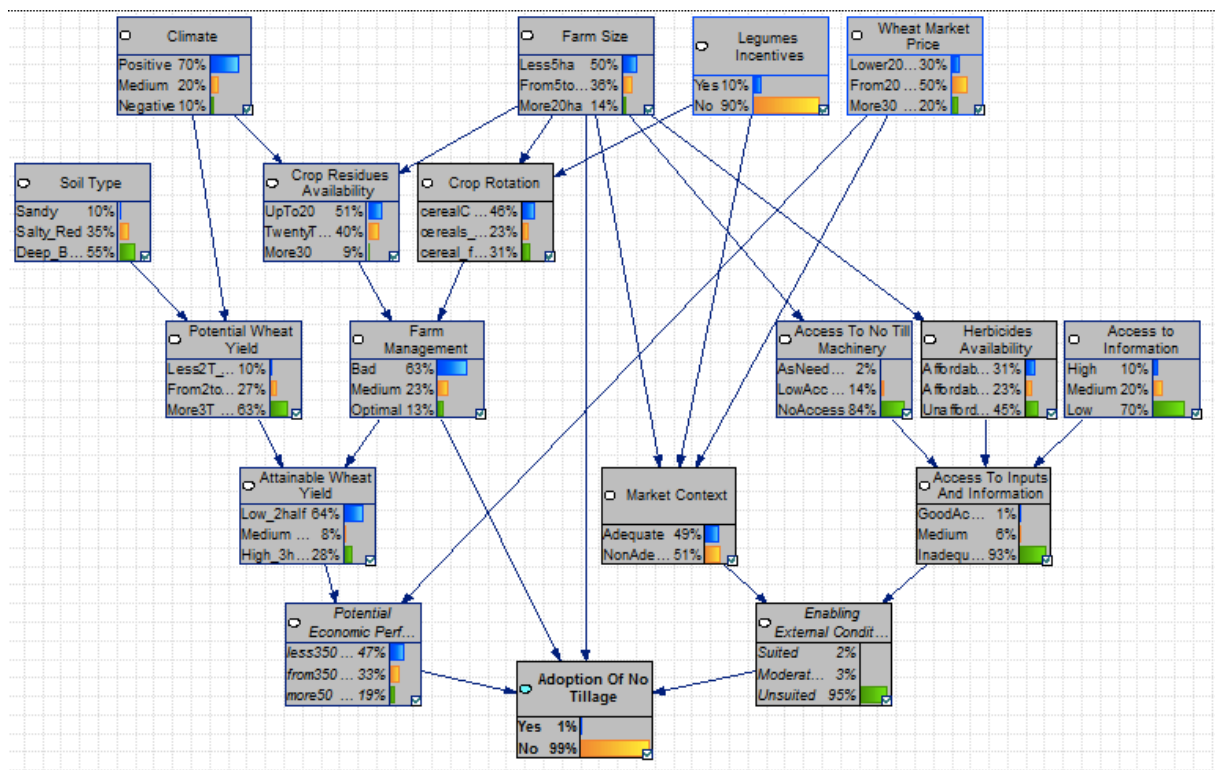 Climate
Positive 70%
Medium 20%
Negative 10%
Farm Size
Less5ha 50%
From5to... 36%
More20ha 14%
Legumes
Incentives
Yes 10%
No 90%
Wheat Market
Price
Lower20... 30%
From20 ... 50%
More30 ... 20%
Soil Type
Sandy 10%
Salty_Red 35%
Deep_B... 55%
Crop Residues
Availability
UpTo20 51%
TwentyT... 40%
More30 9%
Crop Rotation
cerealC ... 46%
cereals_... 23%
cereal_f... 31%
Potential Wheat
Yield
Less2T_... 10%
From2to... 27%
More3T ... 63%
Farm
Management
Bad 63%
Medium 23%
Optimal 13%
Access To No Till
Machinery
AsNeed... 2%
LowAcc ... 14%
NoAccess 84%
Herbicides
Availability
Affordab... 31%
Affordab... 23%
Unafford... 45%
Access to
Information
High 10%
Medium 20%
Low 70%
Attainable Wheat
Yield
Low_2half 64%
Medium ... 8%
High_3h... 28%
Market Context
Adequate 49%
NonAde... 51%
Access To Inputs
And Information
GoodAc... 1%
Medium 6%
Inadequ... 93%
Potential
Economic Perf...
less350 ... 47%
from350 ... 33%
more50 ... 19%
Adoption Of No
Tillage
Yes 1%
No 99%
Enabling
External Condit...
Suited 2%
Moderat... 3%
Unsuited 95%